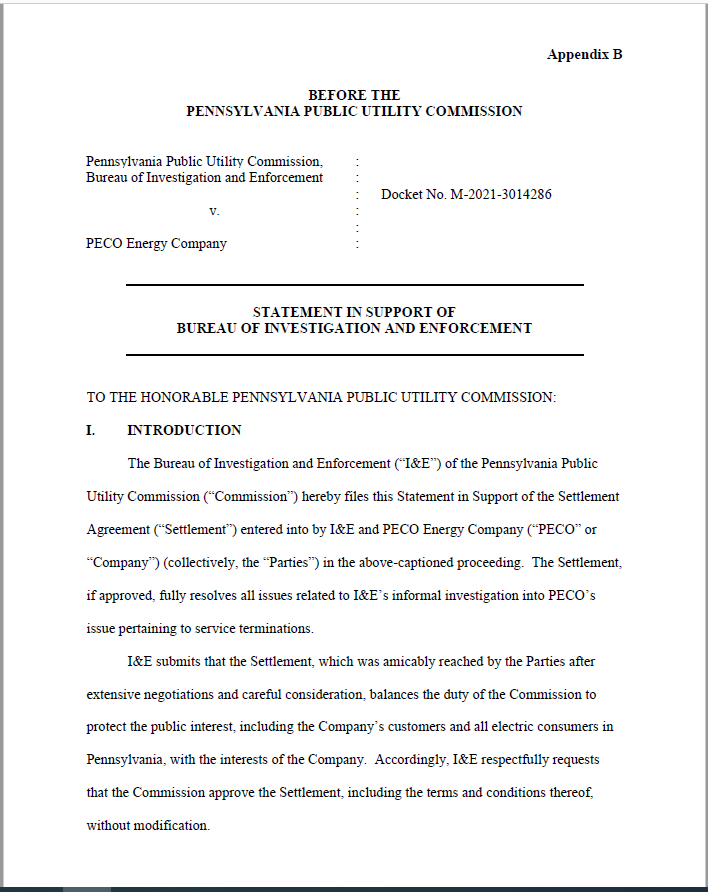 Appendix B
BEFORE THE
PENNSYLVANIA PUBLIC UTILITY COMMISSION
Pennsylvania Public Utility Commission, :
Bureau of Investigation and Enforcement :
: Docket No. M-2021-3014286
v. :
:
PECO Energy Company :
STATEMENT IN SUPPORT OF
BUREAU OF INVESTIGATION AND ENFORCEMENT
TO THE HONORABLE PENNSYLVANIA PUBLIC UTILITY COMMISSION:
I. INTRODUCTION
The Bureau of Investigation and Enforcement (“I&E”) of the Pennsylvania Public
Utility Commission (“Commission”) hereby files this Statement in Support of the Settlement
Agreement (“Settlement”) entered into by I&E and PECO Energy Company (“PECO” or
“Company”) (collectively, the “Parties”) in the above-captioned proceeding. The Settlement,
if approved, fully resolves all issues related to I&E’s informal investigation into PECO’s
issue pertaining to service terminations.
I&E submits that the Settlement, which was amicably reached by the Parties after
extensive negotiations and careful consideration, balances the duty of the Commission to
protect the public interest, including the Company’s customers and all electric consumers in
Pennsylvania, with the interests of the Company. Accordingly, I&E respectfully requests
that the Commission approve the Settlement, including the terms and conditions thereof,
without modification.